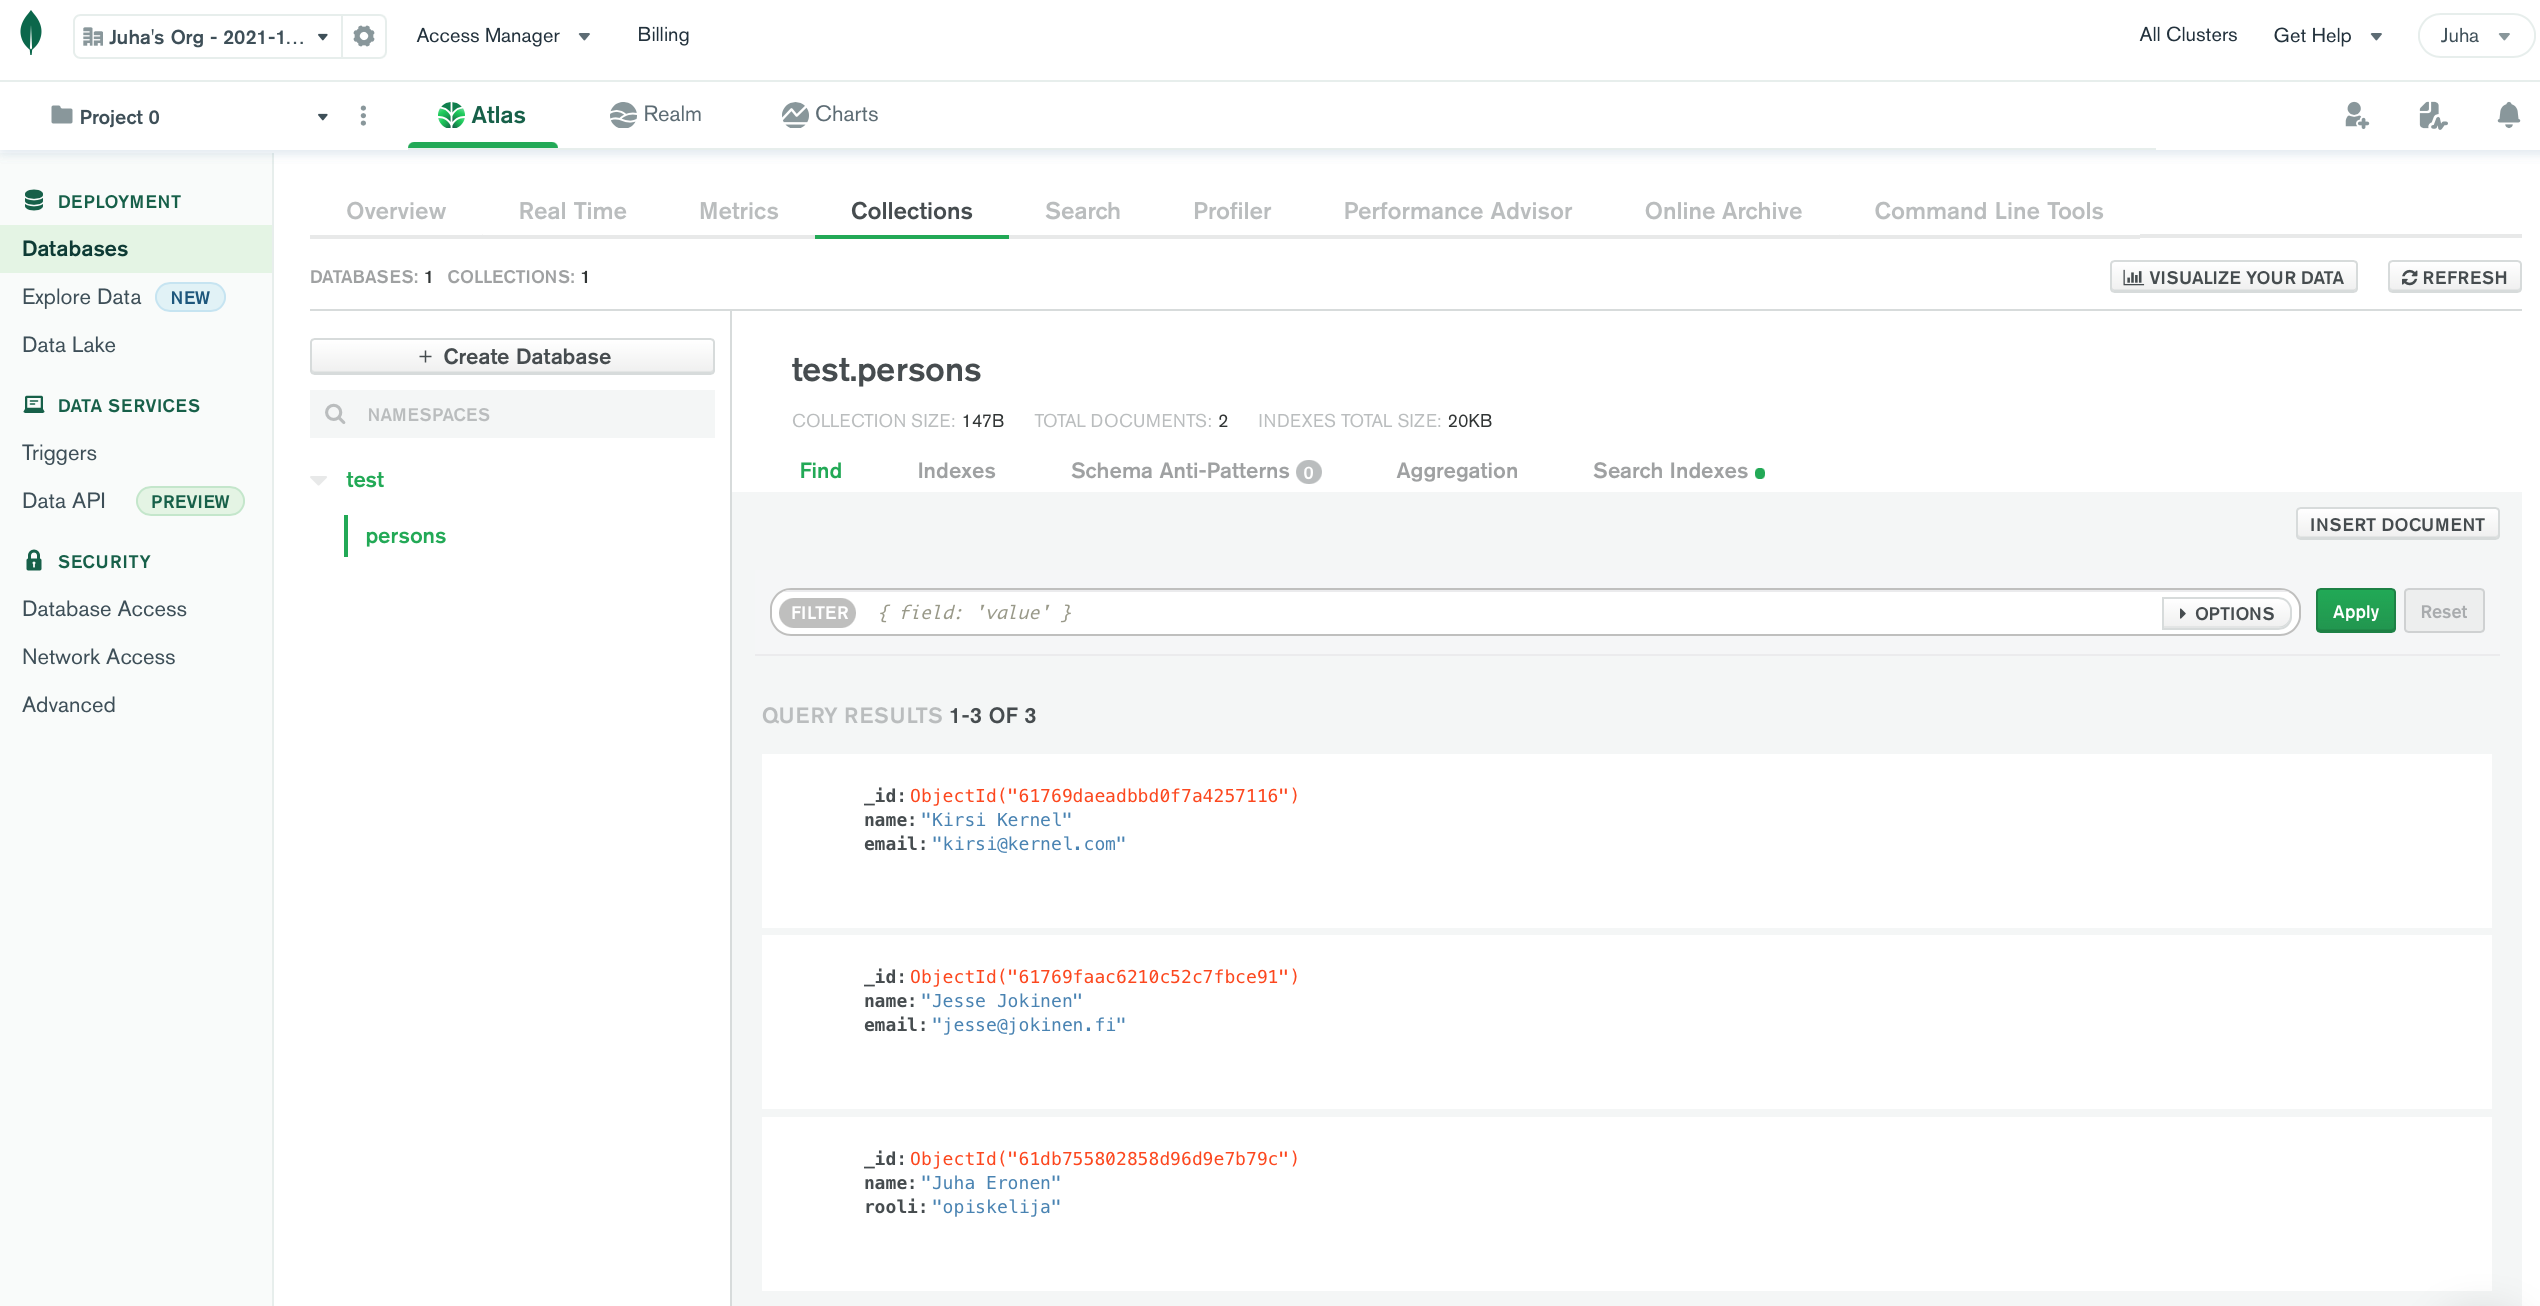 Juha's Org - 2021-1...
Access Manager
Billing
All Clusters
Get Help
Juha
Project 0
Atlas
Realm
Charts
DEPLOYMENT
Databases
Explore Data NEW
Data Lake
DATA SERVICES
Triggers
Data API PREVIEW
SECURITY
Database Access
Network Access
Advanced
Overview
Real Time
Metrics
Collections
Search
Profiler
Performance Advisor
Online Archive
Command Line Tools
DATABASES: 1 COLLECTIONS: 1
VISUALIZE YOUR DATA
REFRESH
+ Create Database
NAMESPACES
test
persons
test.persons
COLLECTION SIZE: 147B TOTAL DOCUMENTS: 2 INDEXES TOTAL SIZE: 20KB
Find
Indexes
Schema Anti-Patterns 0
Aggregation
Search Indexes
INSERT DOCUMENT
FILTER { field: 'value' }
OPTIONS
Apply
Reset
QUERY RESULTS 1-3 OF 3
_id: ObjectId("61769daeadbbd0f7a4257116")
name: "Kirsi Kernel"
email: "kirsi@kernel.com"
_id: ObjectId("61769faac6210c52c7fbce91")
name: "Jesse Jokinen"
email: "jesse@jokinen.fi"
_id: ObjectId("61db755802858d96d9e7b79c")
name: "Juha Eronen"
rooli: "opiskelija"